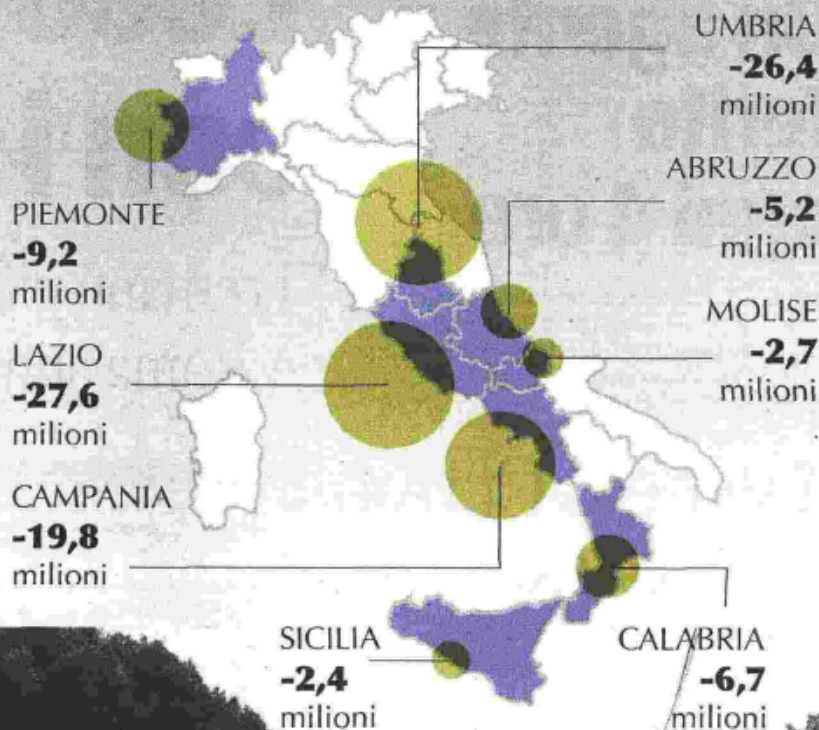 UMBRIA
-26,4
milioni
ABRUZZO
-5,2
milioni
MOLISE
-2,7
milioni
PIEMONTE
-9,2
milioni
LAZIO
-27,6
milioni
CAMPANIA
-19,8
milioni
SICILIA
-2,4
milioni
CALABRIA
-6,7
milioni